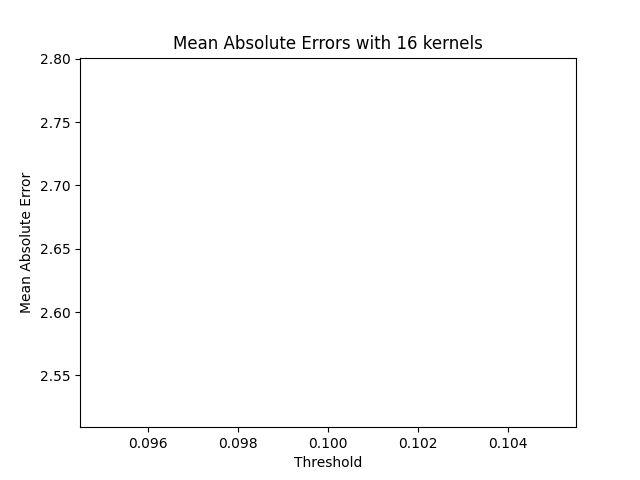 Mean Absolute Errors with 16 kernels
2.80
2.75
2.70
2.65
2.60
2.55
Mean Absolute Error
0.096 0.098 0.100 0.102 0.104
Threshold